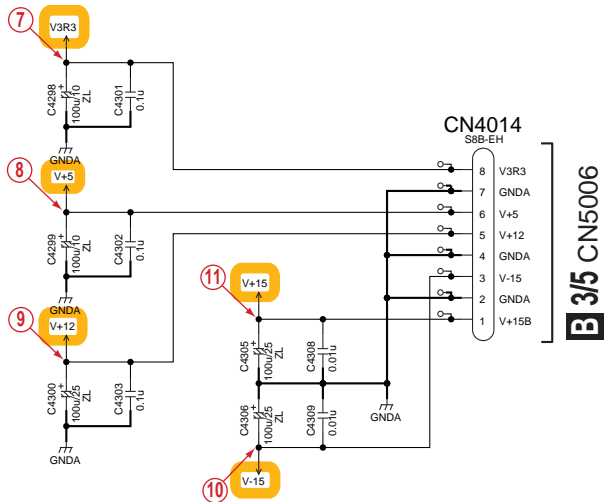 7
V3R3
C4298
+
100u/10
ZL
C4301
0.1u
GNDA
8
V+5
C4299
+
100u/10
ZL
C4302
0.1u
GNDA
9
V+12
C4300
+
100u/25
ZL
C4303
0.1u
GNDA
11
V+15
C4305
+
100u/25
ZL
C4308
0.01u
C4306
+
100u/25
ZL
C4309
0.01u
10
V-15
GNDA
CN4014
S8B-EH
8 V3R3
7 GNDA
6 V+5
5 V+12
4 GNDA
3 V-15
2 GNDA
1 V+15B
B 3/5 CN5006